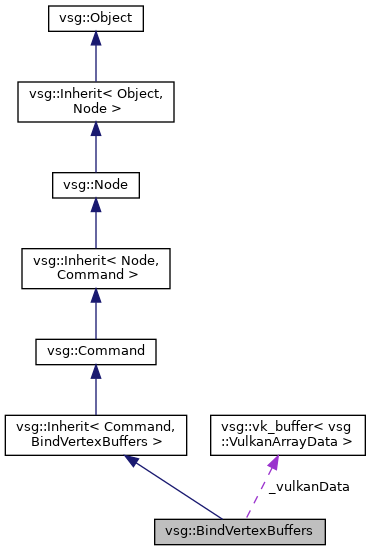 vsg::Object
vsg::Inherit< Object,
Node >
vsg::Node
vsg::Inherit< Node,
Command >
vsg::Command
vsg::Inherit< Command,
BindVertexBuffers >
vsg::vk_buffer< vsg
::VulkanArrayData >
_vulkanData
vsg::BindVertexBuffers